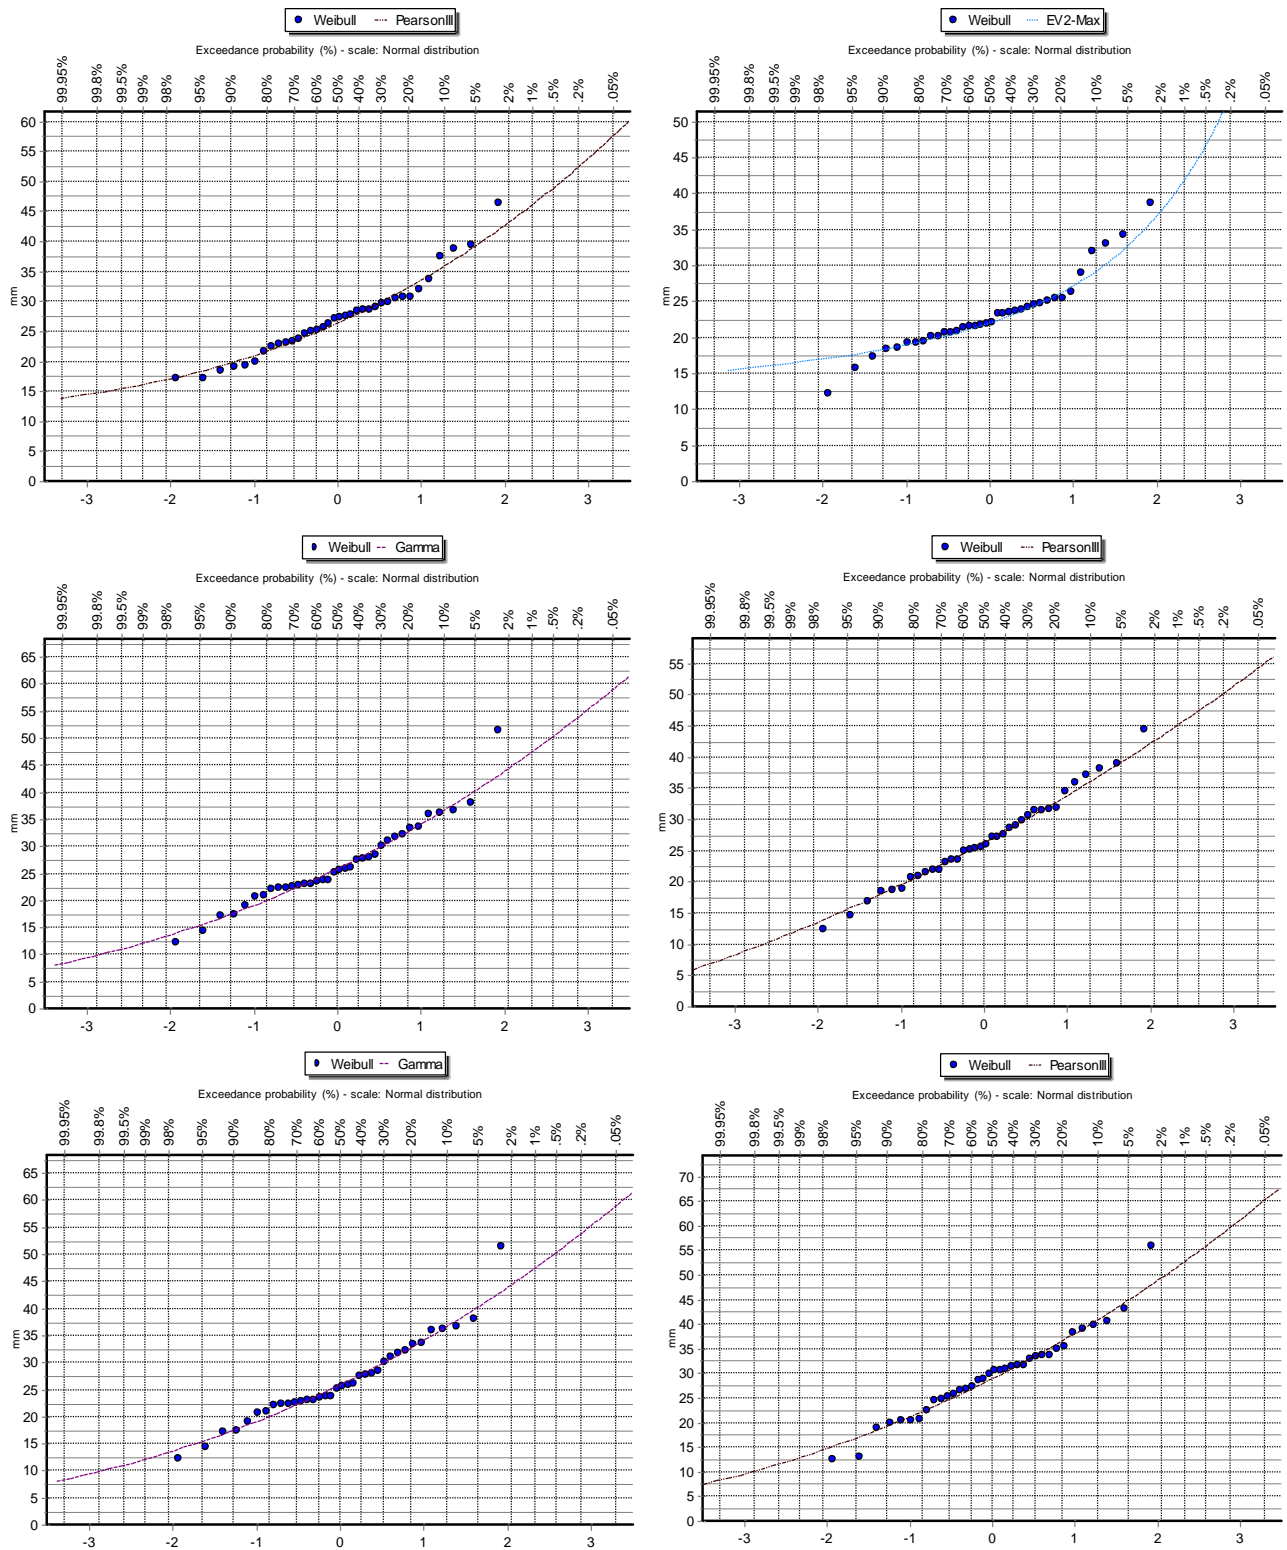 Weibull PearsonIII
Exceedance probability (%) - scale: Normal distribution
99.95% 99.8% 99.5% 99% 98% 95% 90% 80% 70% 60% 50% 40% 30% 20% 10% 5% 2% 1% .5% .2% .05%
60
55
50
45
40
35
30
25
20
15
10
5
0
mm
-3 -2 -1 0 1 2 3
Weibull EV2-Max
Exceedance probability (%) - scale: Normal distribution
99.95% 99.8% 99.5% 99% 98% 95% 90% 80% 70% 60% 50% 40% 30% 20% 10% 5% 2% 1% .5% .2% .05%
50
45
40
35
30
25
20
15
10
5
0
mm
-3 -2 -1 0 1 2 3
Weibull Gamma
Exceedance probability (%) - scale: Normal distribution
99.95% 99.8% 99.5% 99% 98% 95% 90% 80% 70% 60% 50% 40% 30% 20% 10% 5% 2% 1% .5% .2% .05%
65
60
55
50
45
40
35
30
25
20
15
10
5
0
mm
-3 -2 -1 0 1 2 3
Weibull PearsonIII
Exceedance probability (%) - scale: Normal distribution
99.95% 99.8% 99.5% 99% 98% 95% 90% 80% 70% 60% 50% 40% 30% 20% 10% 5% 2% 1% .5% .2% .05%
55
50
45
40
35
30
25
20
15
10
5
0
mm
-3 -2 -1 0 1 2 3
Weibull Gamma
Exceedance probability (%) - scale: Normal distribution
99.95% 99.8% 99.5% 99% 98% 95% 90% 80% 70% 60% 50% 40% 30% 20% 10% 5% 2% 1% .5% .2% .05%
65
60
55
50
45
40
35
30
25
20
15
10
5
0
mm
-3 -2 -1 0 1 2 3
Weibull PearsonIII
Exceedance probability (%) - scale: Normal distribution
99.95% 99.8% 99.5% 99% 98% 95% 90% 80% 70% 60% 50% 40% 30% 20% 10% 5% 2% 1% .5% .2% .05%
70
65
60
55
50
45
40
35
30
25
20
15
10
5
0
mm
-3 -2 -1 0 1 2 3